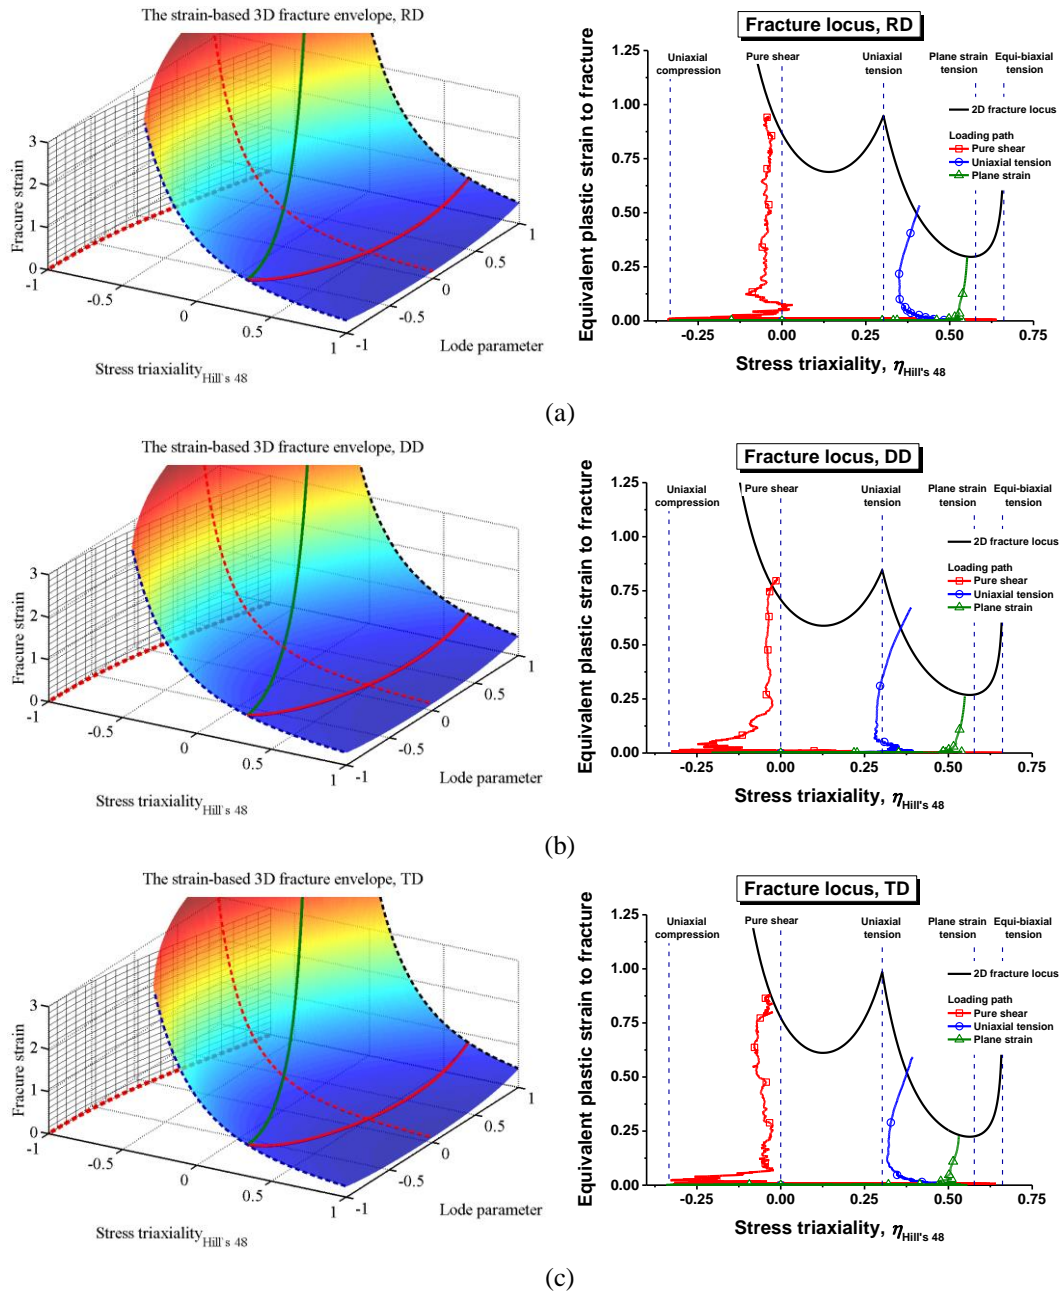 The strain-based 3D fracture envelope, RD
Fracure strain
3
2
1
0
-1
-0.5
0
0.5
1
-1
-0.5
0
0.5
1
Lode parameter
Stress triaxiality Hill's 48
Fracture locus, RD
Equivalent plastic strain to fracture
1.25
1.00
0.75
0.50
0.25
0.00
Uniaxial
compression
Pure shear
Uniaxial
tension
Plane strain
tension
Equi-biaxial
tension
2D fracture locus
Loading path
Pure shear
Uniaxial tension
Plane strain
-0.25
0.00
0.25
0.50
0.75
Stress triaxiality, η Hill's 48
(a)
The strain-based 3D fracture envelope, DD
Fracure strain
3
2
1
0
-1
-0.5
0
0.5
1
-1
-0.5
0
0.5
1
Lode parameter
Stress triaxiality Hill's 48
Fracture locus, DD
Equivalent plastic strain to fracture
1.25
1.00
0.75
0.50
0.25
0.00
Uniaxial
compression
Pure shear
Uniaxial
tension
Plane strain
tension
Equi-biaxial
tension
2D fracture locus
Loading path
Pure shear
Uniaxial tension
Plane strain
-0.25
0.00
0.25
0.50
0.75
Stress triaxiality, η Hill's 48
(b)
The strain-based 3D fracture envelope, TD
Fracure strain
3
2
1
0
-1
-0.5
0
0.5
1
-1
-0.5
0
0.5
1
Lode parameter
Stress triaxiality Hill's 48
Fracture locus, TD
Equivalent plastic strain to fracture
1.25
1.00
0.75
0.50
0.25
0.00
Uniaxial
compression
Pure shear
Uniaxial
tension
Plane strain
tension
Equi-biaxial
tension
2D fracture locus
Loading path
Pure shear
Uniaxial tension
Plane strain
-0.25
0.00
0.25
0.50
0.75
Stress triaxiality, η Hill's 48
(c)